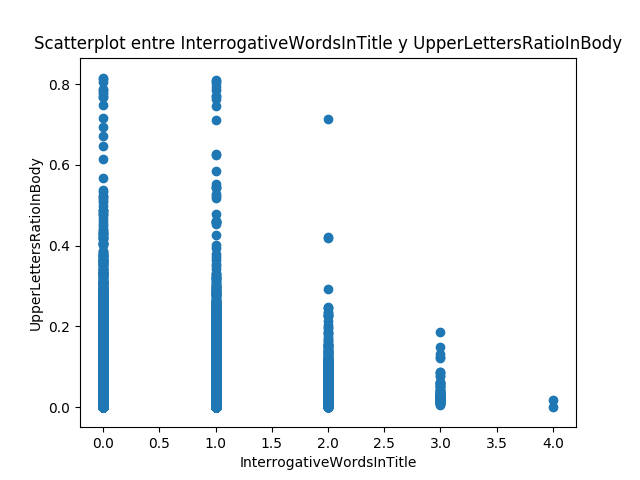 Scatterplot entre InterrogativeWordsInTitle y UpperLettersRatioInBody
0.8
0.6
0.4
0.2
0.0
UpperLettersRatioInBody
0.0 0.5 1.0 1.5 2.0 2.5 3.0 3.5 4.0
InterrogativeWordsInTitle